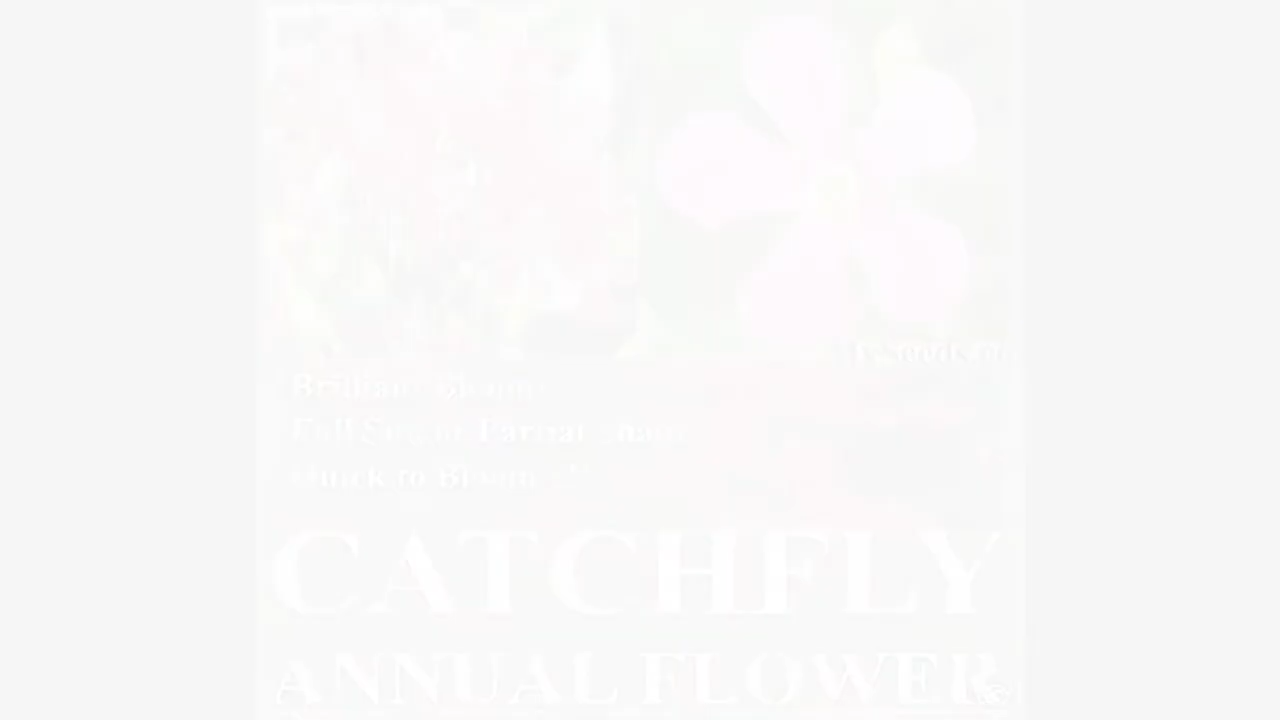 Brilliant Blooms
Full Sun to Partial Shade
Quick to Bloom
CATCHFLY
ANNUAL FLOWER